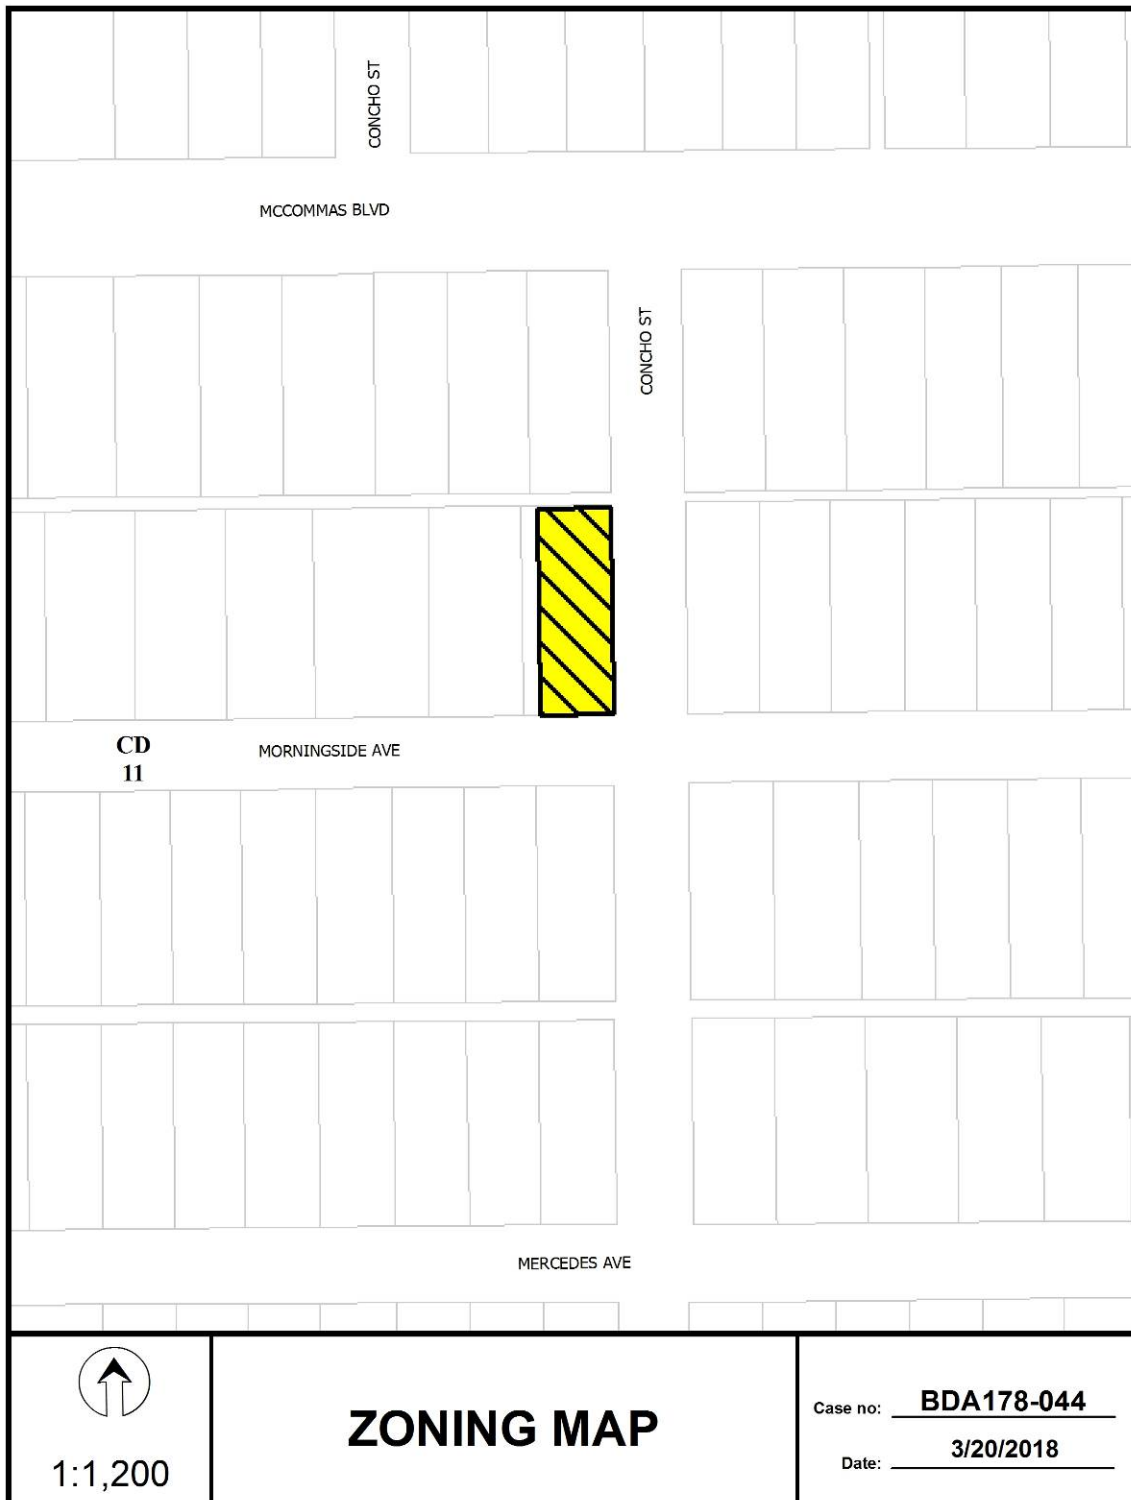 CONCHO ST
MCCOMMAS BLVD
CONCHO ST
CD
11
MORNINGSIDE AVE
MERCEDES AVE
1:1,200
ZONING MAP
Case no: BDA178-044
Date: 3/20/2018